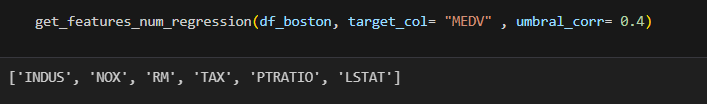 get_features_num_regression(df_boston, target_col= "MEDV" , umbral_corr= 0.4)
['INDUS', 'NOX', 'RM', 'TAX', 'PTRATIO', 'LSTAT']